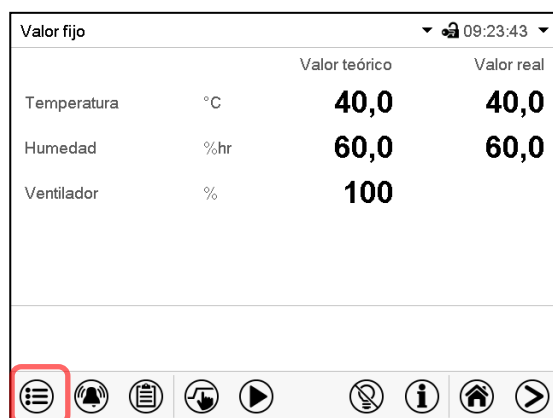 Valor fijo 09:23:43
Valor teórico Valor real
Temperatura °C 40,0 40,0
Humedad %hr 60,0 60,0
Ventilador % 100